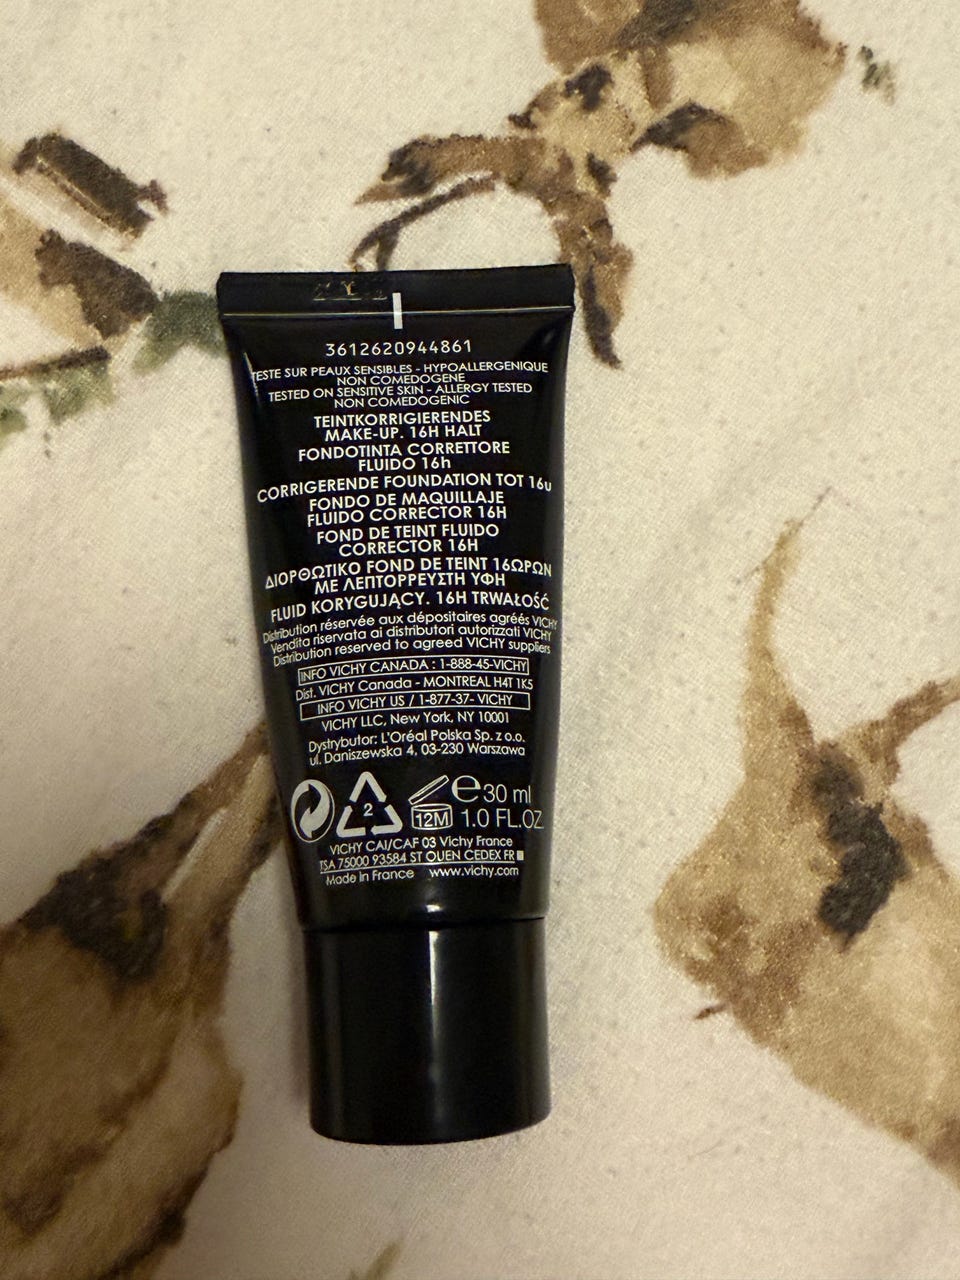 3612620944861
TESTE SUR PEAUX SENSIBLES - HYPOALLERGENIQUE
NON COMEDOGENE
TESTED ON SENSITIVE SKIN - ALLERGY TESTED
NON COMEDOGENIC
TEINTKORRIGIERENDES
MAKE-UP. 16H HALT
FONDOTINTA CORRETTORE
FLUIDO 16h
CORRIGERENDE FOUNDATION TOT 16u
FONDO DE MAQUILLAJE
FLUIDO CORRECTOR 16H
FOND DE TEINT FLUIDO
CORRECTOR 16H
ΔΙΟΡΘΩΤΙΚΟ FOND DE TEINT 16ΩΡΩΝ
ΜΕ ΛΕΠΤΟΡΡΕΥΣΤΗ ΥΦΗ
FLUID KORYGUJĄCY. 16H TRWAŁOŚĆ
Distribution réservée aux dépositaires agréés VICHY
Vendita riservata ai distributori autorizzati VICHY
Distribution reserved to agreed VICHY suppliers
INFO VICHY CANADA : 1-888-45-VICHY
Dist. VICHY Canada - MONTREAL H4T 1K5
INFO VICHY US / 1-877-37- VICHY
VICHY LLC, New York, NY 10001
Dystrybutor: L'Oréal Polska Sp. z o.o.
ul. Daniszewska 4, 03-230 Warszawa
2 12M e 30 ml
1.0 FL.OZ
VICHY CAI/CAF 03 Vichy France
TSA 75000 93584 ST OUEN CEDEX FR
Made in France www.vichy.com